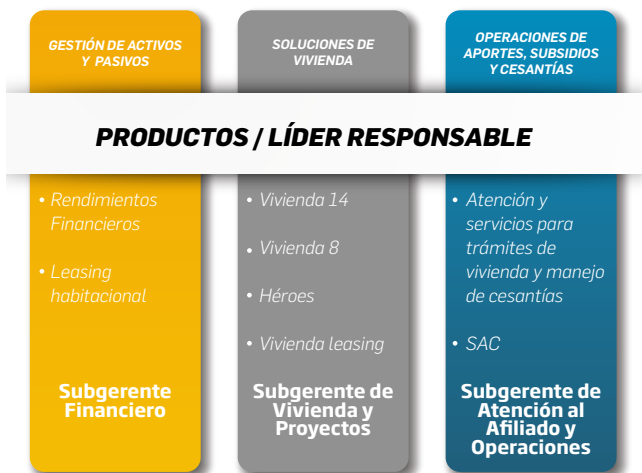 GESTIÓN DE ACTIVOS
Y PASIVOS
SOLUCIONES DE
VIVIENDA
OPERACIONES DE
APORTES, SUBSIDIOS
Y CESANTÍAS
PRODUCTOS / LÍDER RESPONSABLE
• Rendimientos
Financieros
• Leasing
habitacional
Subgerente
Financiero
• Vivienda 14
• Vivienda 8
• Héroes
• Vivienda leasing
Subgerente de
Vivienda y
Proyectos
• Atención y
servicios para
trámites de
vivienda y manejo
de cesantías
• SAC
Subgerente de
Atención al
Afiliado y
Operaciones